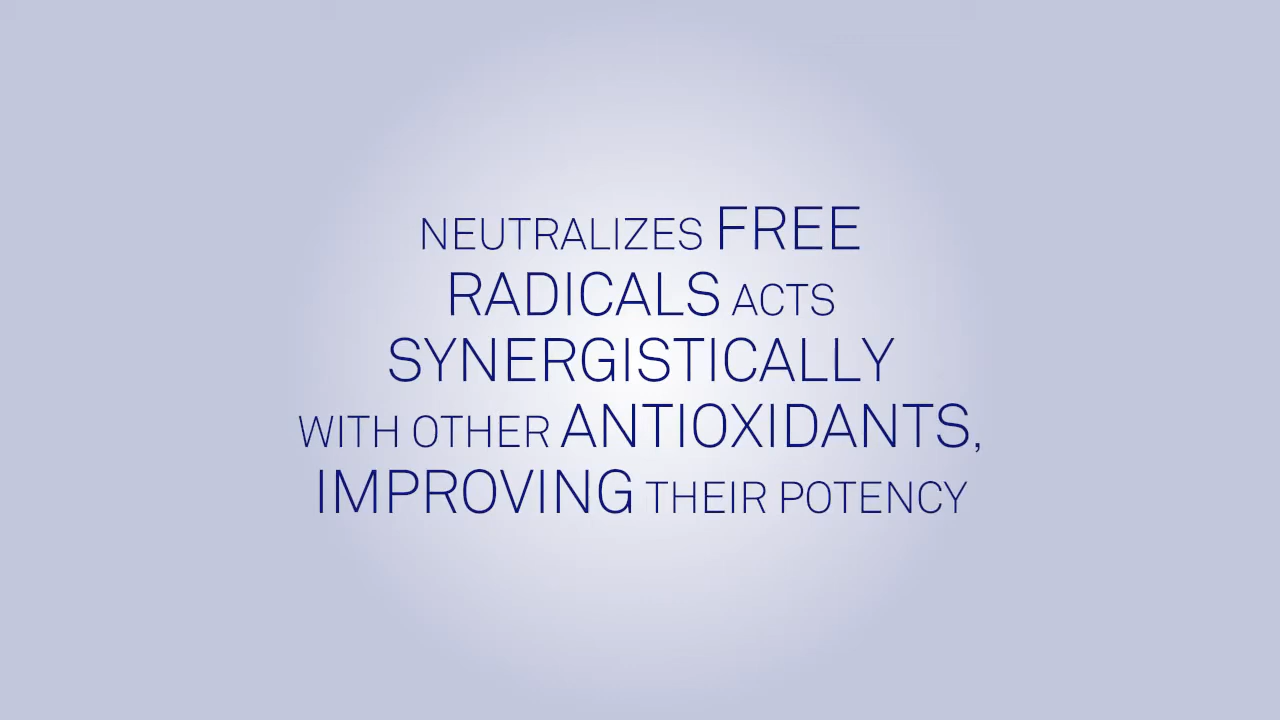 NEUTRALIZES FREE
RADICALS ACTS
SYNERGISTICALLY
WITH OTHER ANTIOXIDANTS,
IMPROVING THEIR POTENCY